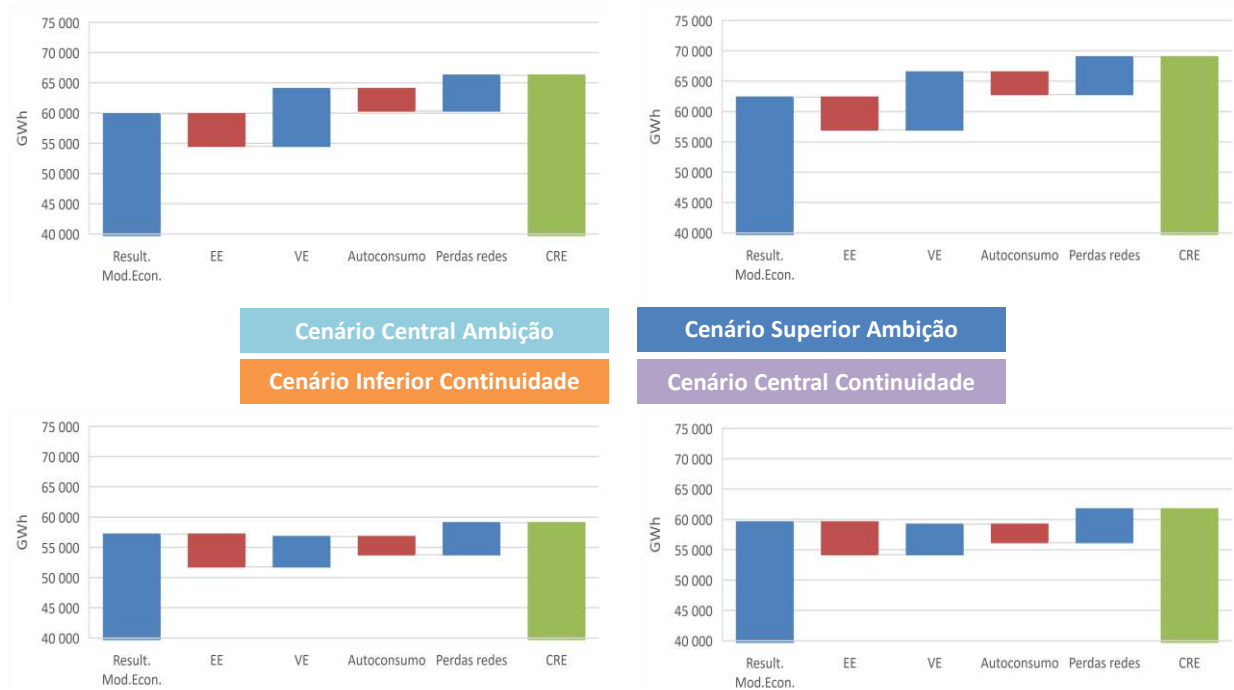 75 000
70 000
65 000
60 000
55 000
50 000
45 000
40 000
GWh
Result. Mod.Econ.
EE
VE
Autoconsumo
Perdas redes
CRE
75 000
70 000
65 000
60 000
55 000
50 000
45 000
40 000
GWh
Result. Mod.Econ.
EE
VE
Autoconsumo
Perdas redes
CRE
Cenário Central Ambição
Cenário Superior Ambição
Cenário Inferior Continuidade
Cenário Central Continuidade
75 000
70 000
65 000
60 000
55 000
50 000
45 000
40 000
GWh
Result. Mod.Econ.
EE
VE
Autoconsumo
Perdas redes
CRE
75 000
70 000
65 000
60 000
55 000
50 000
45 000
40 000
GWh
Result. Mod.Econ.
EE
VE
Autoconsumo
Perdas redes
CRE